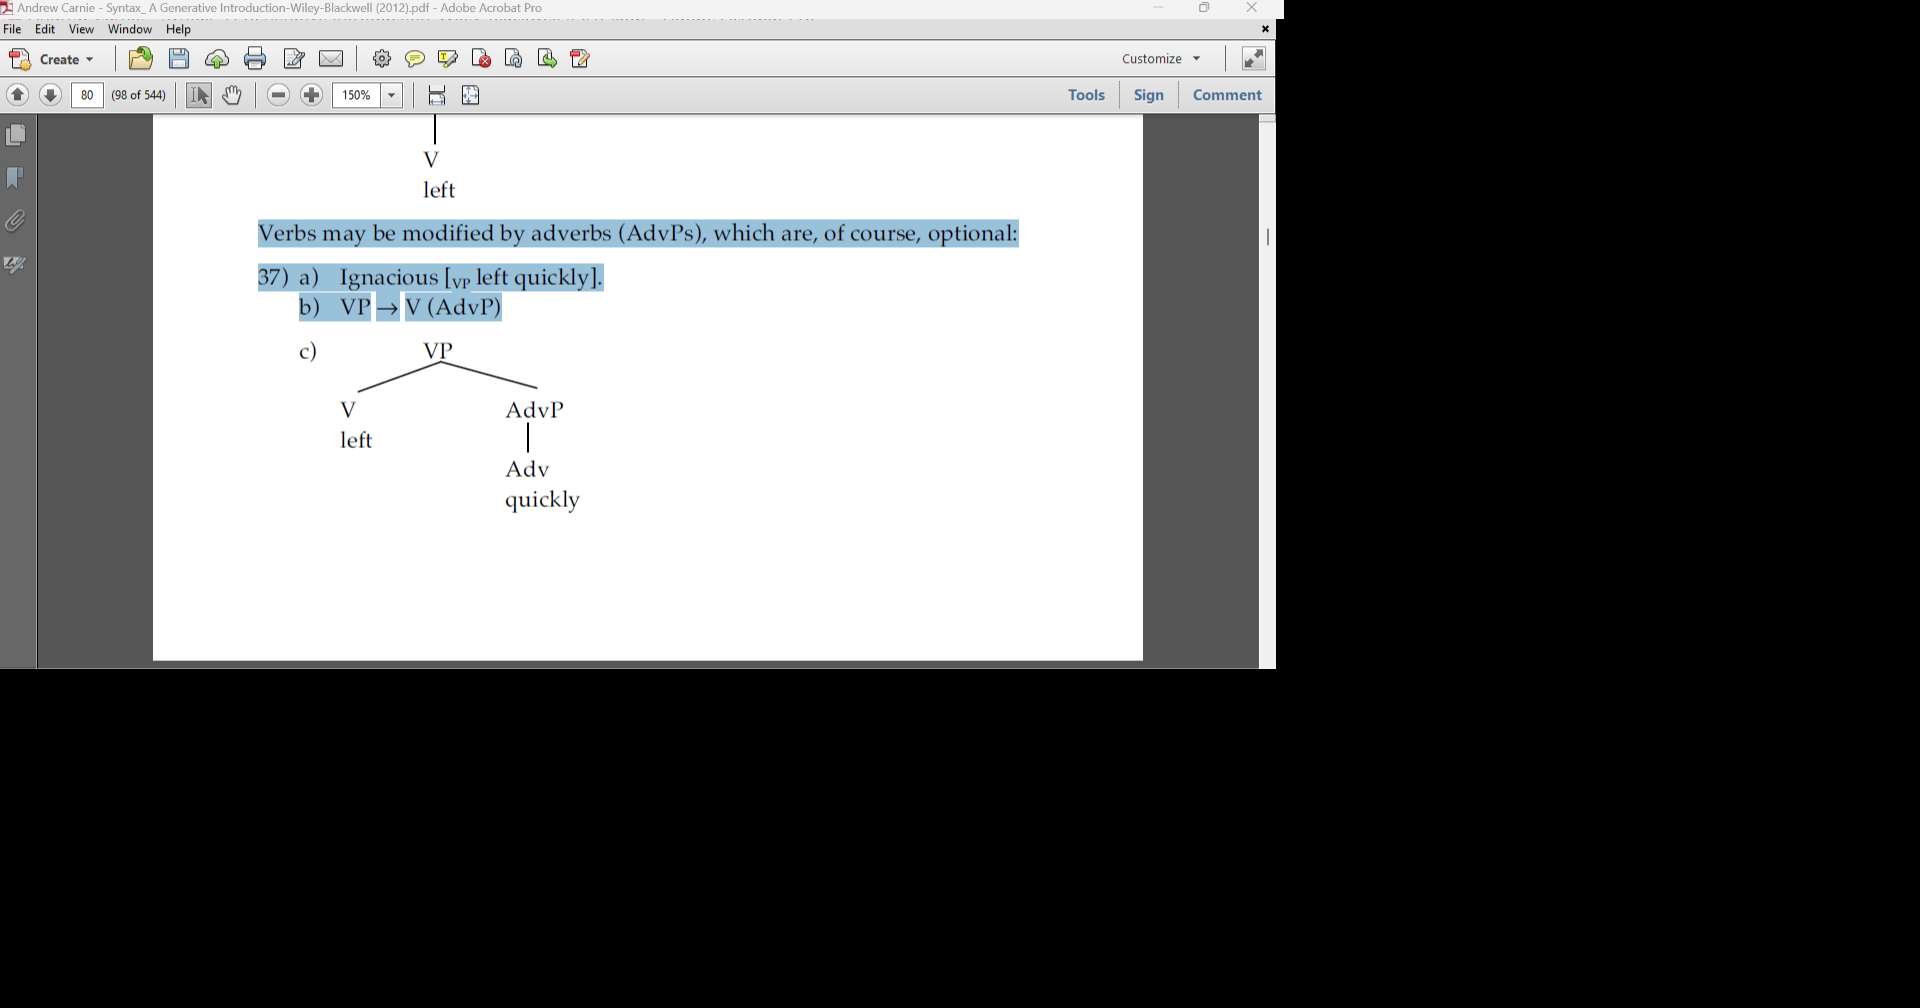 Andrew Carnie - Syntax_ A Generative Introduction-Wiley-Blackwell (2012).pdf - Adobe Acrobat Pro
File Edit View Window Help
Create Customize
80 (98 of 544) 150% Tools Sign Comment
V
left
Verbs may be modified by adverbs (AdvPs), which are, of course, optional:
37) a) Ignacious [VP left quickly].
b) VP → V (AdvP)
c) VP
V AdvP
left
Adv
quickly